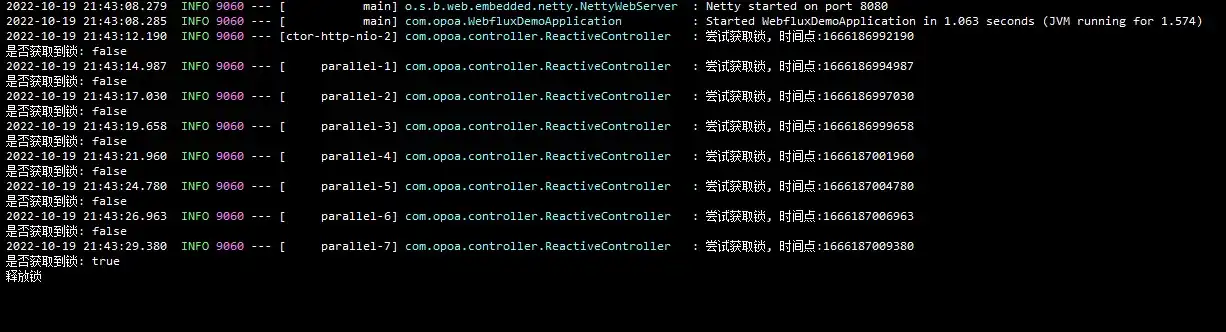 2022-10-19 21:43:08.279  INFO 9060 --- [           main] o.s.b.web.embedded.netty.NettyWebServer  : Netty started on port 8080
2022-10-19 21:43:08.285  INFO 9060 --- [           main] com.opoa.WebfluxDemoApplication          : Started WebfluxDemoApplication in 1.063 seconds (JVM running for 1.574)
2022-10-19 21:43:12.190  INFO 9060 --- [ctor-http-nio-2] com.opoa.controller.ReactiveController   : 尝试获取锁, 时间点:1666186992190
是否获取到锁: false
2022-10-19 21:43:14.987  INFO 9060 --- [     parallel-1] com.opoa.controller.ReactiveController   : 尝试获取锁, 时间点:1666186994987
是否获取到锁: false
2022-10-19 21:43:17.030  INFO 9060 --- [     parallel-2] com.opoa.controller.ReactiveController   : 尝试获取锁, 时间点:1666186997030
是否获取到锁: false
2022-10-19 21:43:19.658  INFO 9060 --- [     parallel-3] com.opoa.controller.ReactiveController   : 尝试获取锁, 时间点:1666186999658
是否获取到锁: false
2022-10-19 21:43:21.960  INFO 9060 --- [     parallel-4] com.opoa.controller.ReactiveController   : 尝试获取锁, 时间点:1666187001960
是否获取到锁: false
2022-10-19 21:43:24.780  INFO 9060 --- [     parallel-5] com.opoa.controller.ReactiveController   : 尝试获取锁, 时间点:1666187004780
是否获取到锁: false
2022-10-19 21:43:26.963  INFO 9060 --- [     parallel-6] com.opoa.controller.ReactiveController   : 尝试获取锁, 时间点:1666187006963
是否获取到锁: false
2022-10-19 21:43:29.380  INFO 9060 --- [     parallel-7] com.opoa.controller.ReactiveController   : 尝试获取锁, 时间点:1666187009380
是否获取到锁: true
释放锁